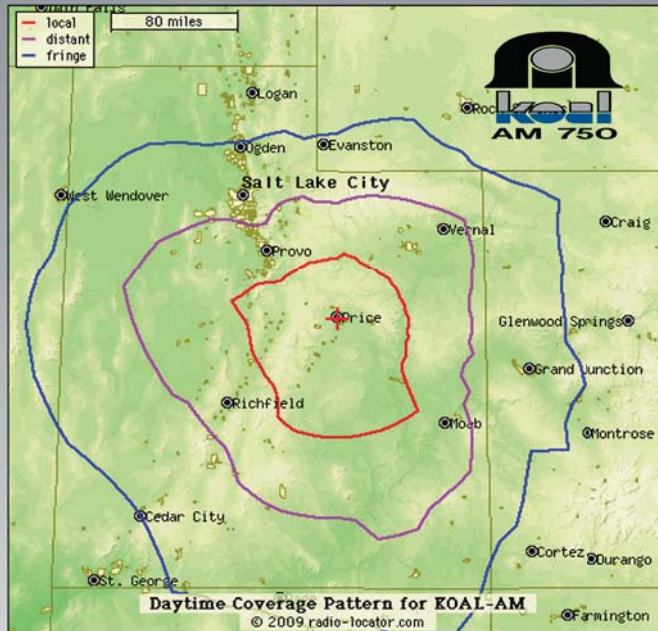 local
distant
fringe
80 miles
Twin Falls
koal
AM 750
Logan
Ogden
Evanston
West Wendover
Salt Lake City
Craig
Vernal
Provo
Price
Glenwood Springs
Grand Junction
Richfield
Moab
Montrose
Cedar City
Cortez
Durango
St. George
Daytime Coverage Pattern for KOAL-AM
© 2009 radio-locator.com
Farmington